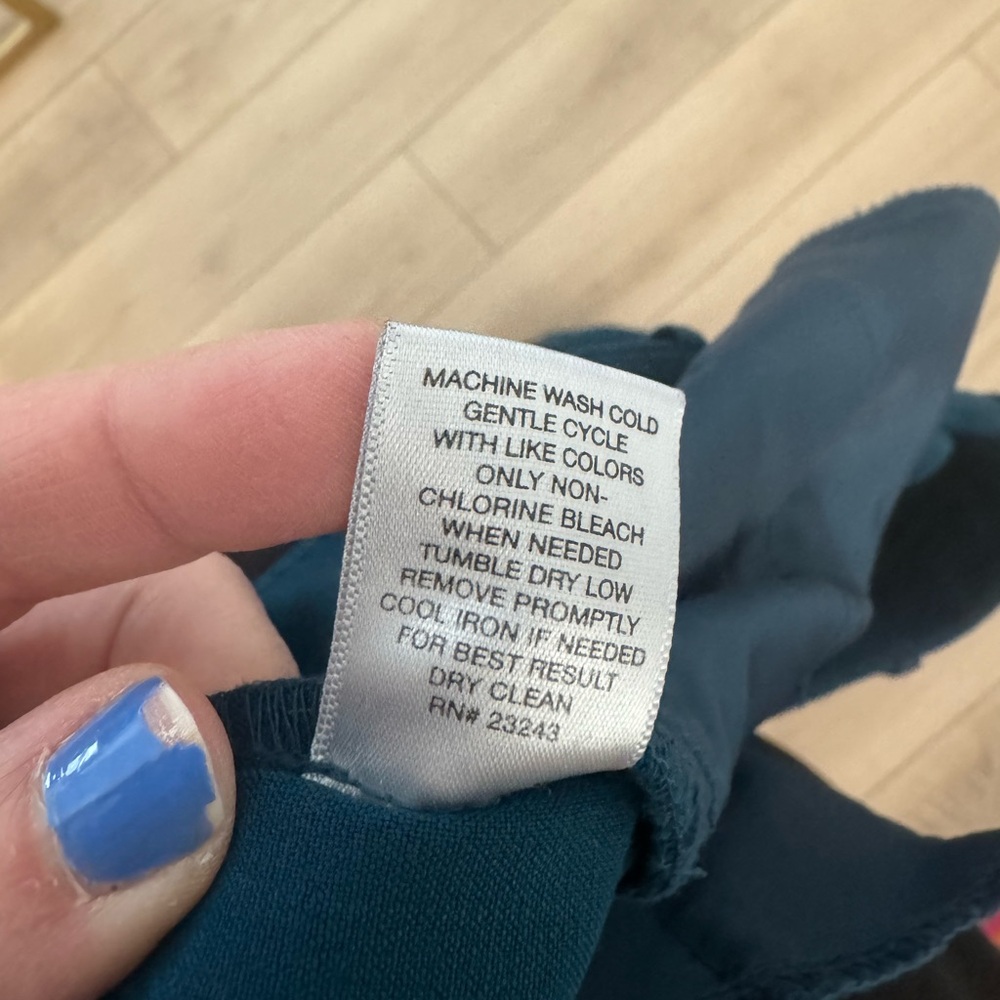 MACHINE WASH COLD
GENTLE CYCLE
WITH LIKE COLORS
ONLY NON-
CHLORINE BLEACH
WHEN NEEDED
TUMBLE DRY LOW
REMOVE PROMPTLY
COOL IRON IF NEEDED
FOR BEST RESULT
DRY CLEAN
RN# 23243